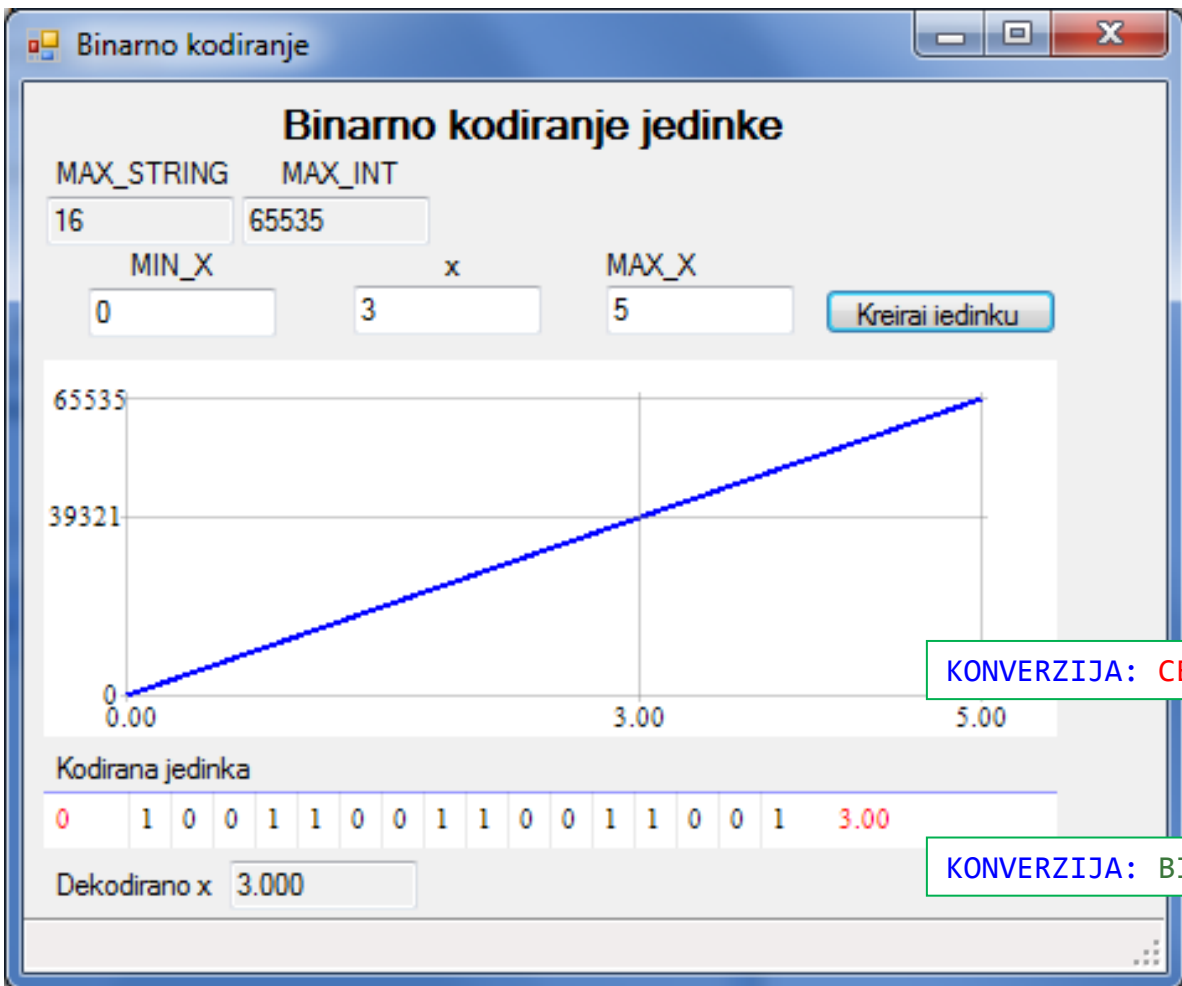 Binarno kodiranje
Binarno kodiranje jedinke
MAX_STRING MAX_INT
16 65535
MIN_X x MAX_X
0 3 5 Kreirai iedinku
65535
39321
0
0.00 3.00 5.00
KONVERZIJA:
Kodirana jedinka
0 1 0 0 1 1 0 0 1 1 0 0 1 1 0 0 1 3.00
KONVERZIJA:
Dekodirano x 3.000